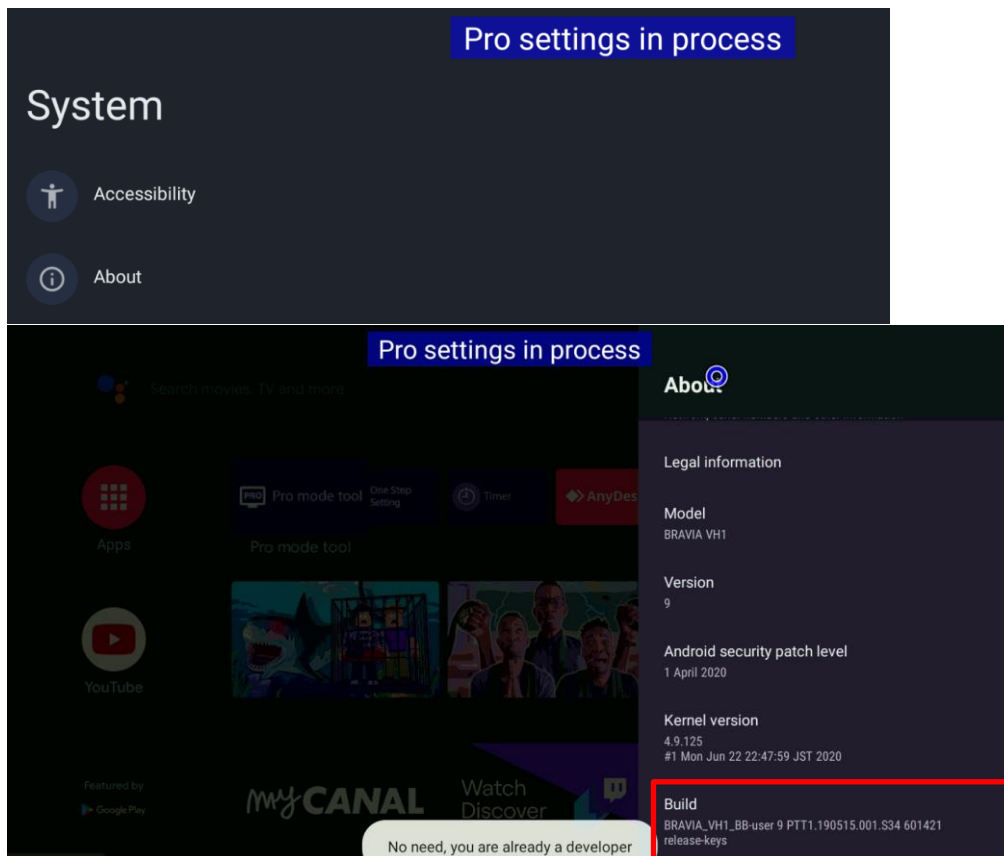 Pro settings in process
System
Accessibility
About
Pro settings in process
Search movies, TV and more
About
Legal information
Model
BRAVIA VH1
Version
9
Android security patch level
1 April 2020
Kernel version
4.9.125
#1 Mon Jun 22 22:47:59 JST 2020
Build
BRAVIA_VH1_BB-user 9 PTT1.190515.001.S34 601421
release-keys
Apps
PRO Pro mode tool
One Step
Setting
Timer
AnyDes
Pro mode tool
YouTube
Featured by
Google Play
myCANAL
Watch
Discover
No need, you are already a developer